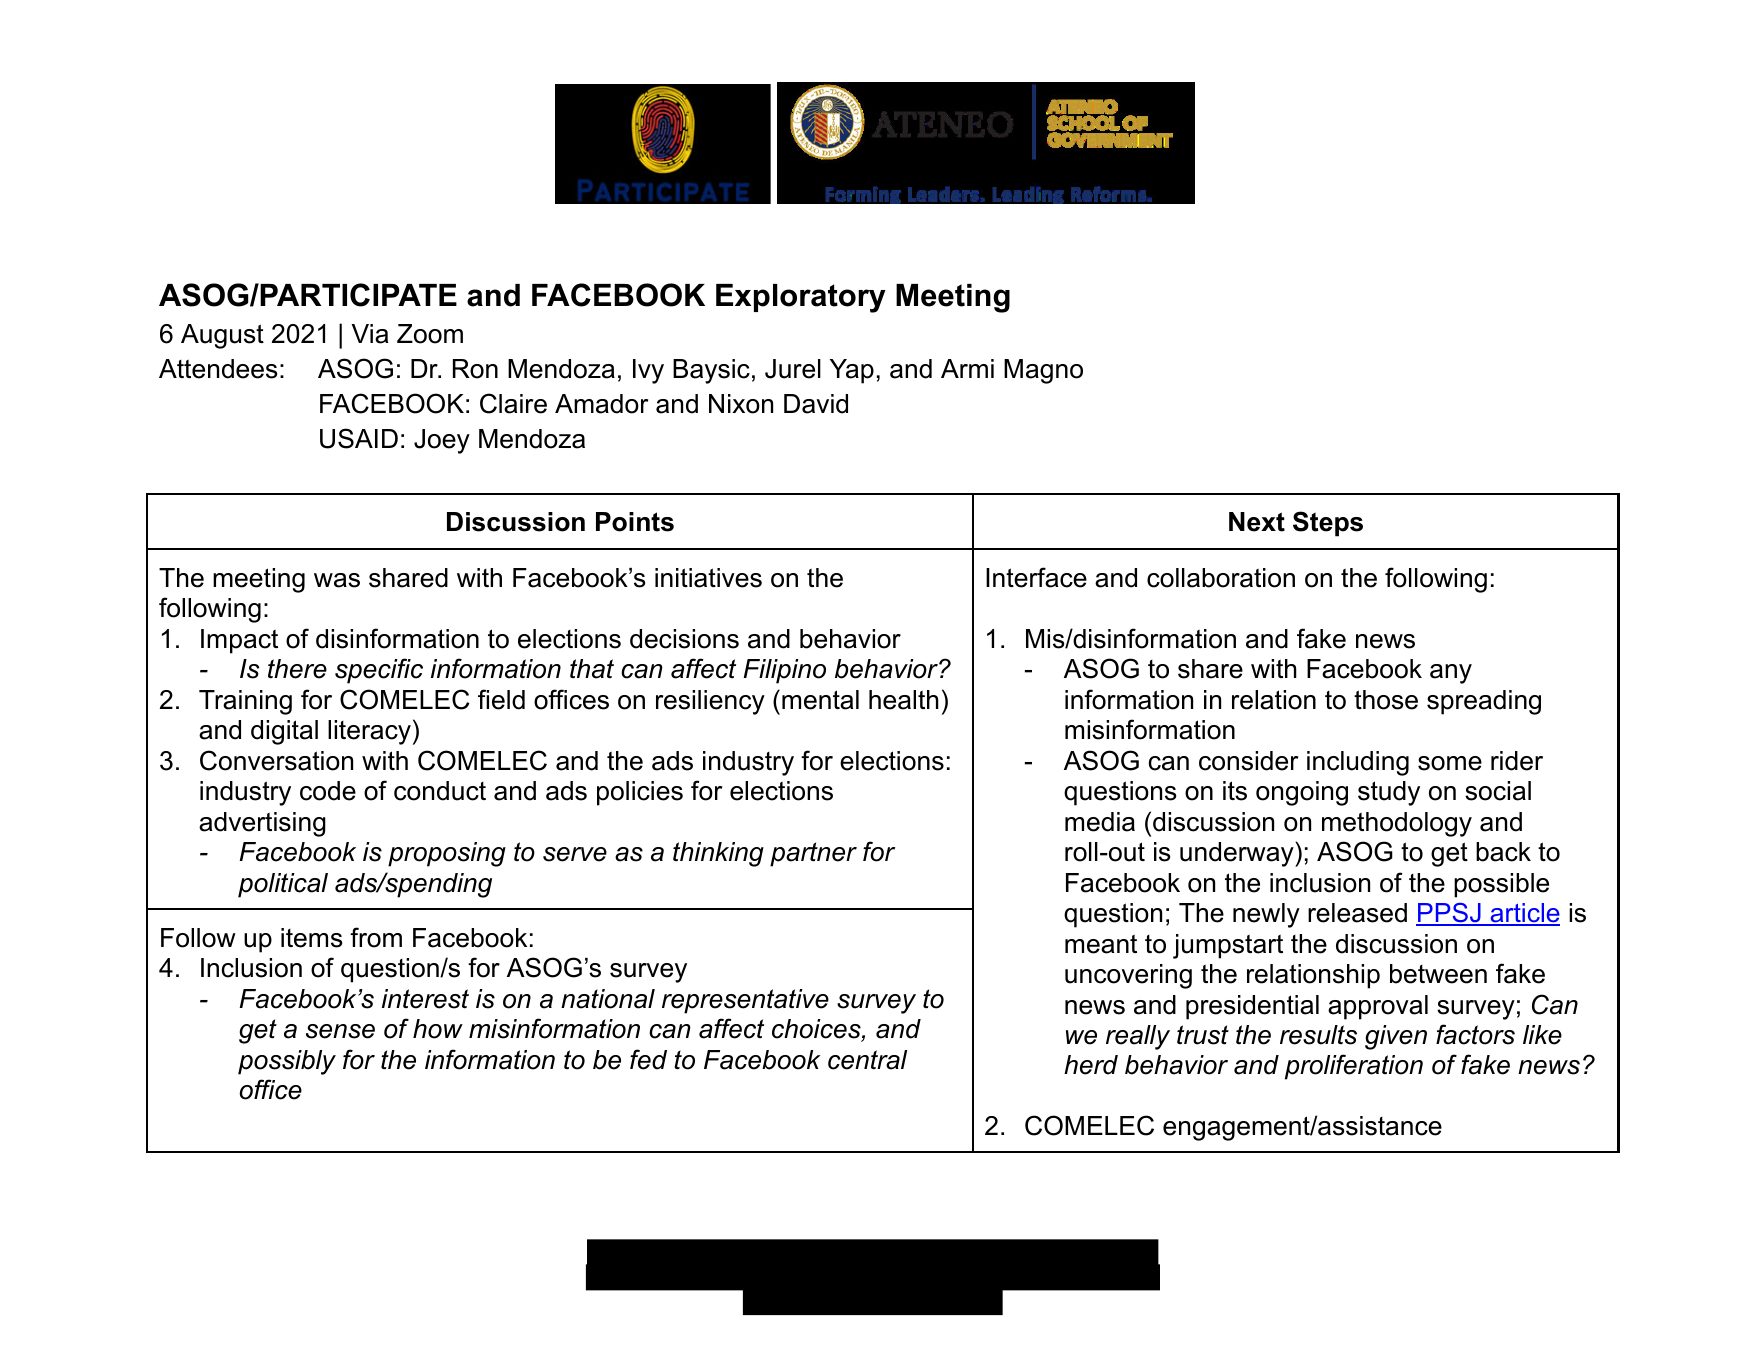 PARTICIPATE
LUX-IN-DOMINO
ATENEO-DE-MANILA
ATENEO
ATENEO
SCHOOL OF
GOVERNMENT
Forming Leaders. Leading Reforms.
ASOG/PARTICIPATE and FACEBOOK Exploratory Meeting
6 August 2021 | Via Zoom
Attendees: ASOG: Dr. Ron Mendoza, Ivy Baysic, Jurel Yap, and Armi Magno
FACEBOOK: Claire Amador and Nixon David
USAID: Joey Mendoza
Discussion Points
The meeting was shared with Facebook’s initiatives on the
following:
1. Impact of disinformation to elections decisions and behavior
- Is there specific information that can affect Filipino behavior?
2. Training for COMELEC field offices on resiliency (mental health)
and digital literacy)
3. Conversation with COMELEC and the ads industry for elections:
industry code of conduct and ads policies for elections
advertising
- Facebook is proposing to serve as a thinking partner for
political ads/spending
Follow up items from Facebook:
4. Inclusion of question/s for ASOG’s survey
- Facebook’s interest is on a national representative survey to
get a sense of how misinformation can affect choices, and
possibly for the information to be fed to Facebook central
office
Next Steps
Interface and collaboration on the following:
1. Mis/disinformation and fake news
- ASOG to share with Facebook any
information in relation to those spreading
misinformation
- ASOG can consider including some rider
questions on its ongoing study on social
media (discussion on methodology and
roll-out is underway); ASOG to get back to
Facebook on the inclusion of the possible
question; The newly released PPSJ article is
meant to jumpstart the discussion on
uncovering the relationship between fake
news and presidential approval survey; Can
we really trust the results given factors like
herd behavior and proliferation of fake news?
2. COMELEC engagement/assistance